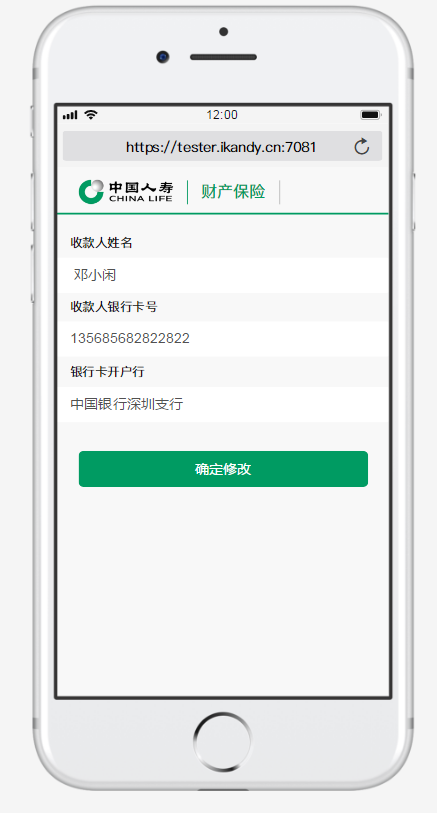 12:00
https://tester.ikandy.cn:7081
中国人寿
CHINA LIFE
财产保险
收款人姓名
邓小闲
收款人银行卡号
135685682822822
银行卡开户行
中国银行深圳支行
确定修改